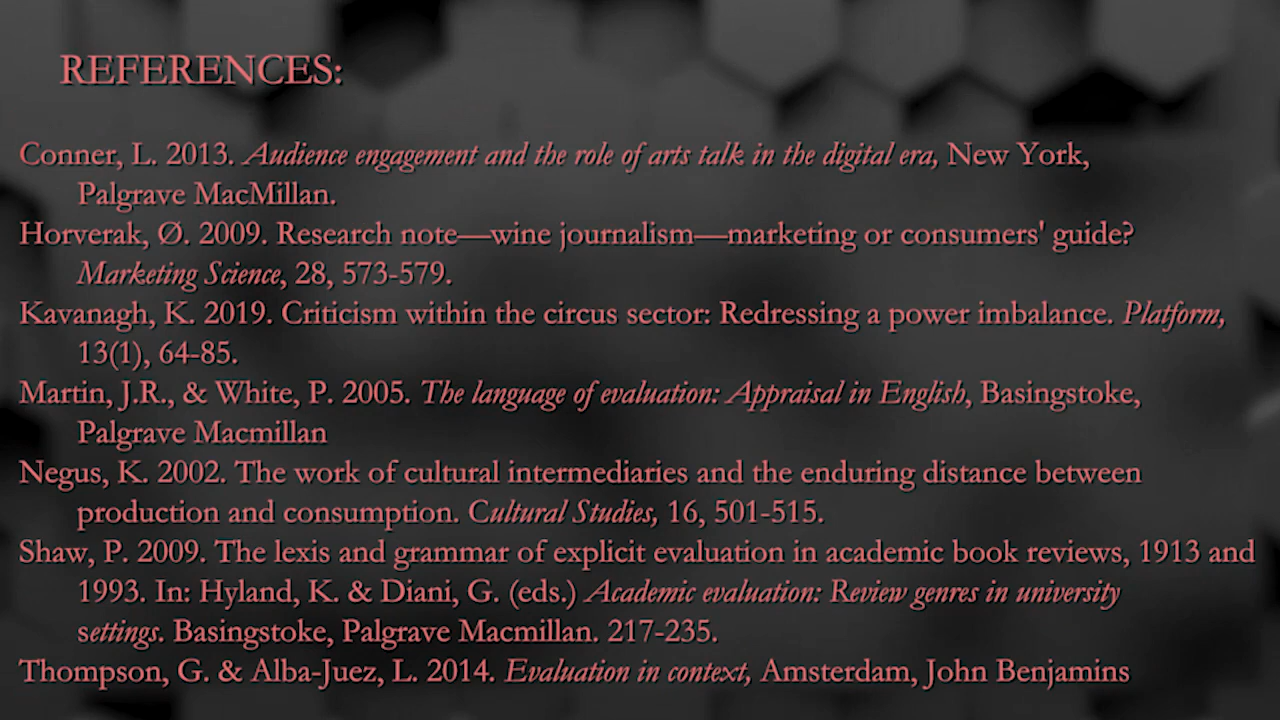 REFERENCES:
Conner, L. 2013. Audience engagement and the role of arts talk in the digital era, New York,
Palgrave MacMillan.
Horverak, Ø. 2009. Research note—wine journalism—marketing or consumers' guide?
Marketing Science, 28, 573-579.
Kavanagh, K. 2019. Criticism within the circus sector: Redressing a power imbalance. Platform,
13(1), 64-85.
Martin, J.R., & White, P. 2005. The language of evaluation: Appraisal in English, Basingstoke,
Palgrave Macmillan
Negus, K. 2002. The work of cultural intermediaries and the enduring distance between
production and consumption. Cultural Studies, 16, 501-515.
Shaw, P. 2009. The lexis and grammar of explicit evaluation in academic book reviews, 1913 and
1993. In: Hyland, K. & Diani, G. (eds.) Academic evaluation: Review genres in university
settings. Basingstoke, Palgrave Macmillan. 217-235.
Thompson, G. & Alba-Juez, L. 2014. Evaluation in context, Amsterdam, John Benjamins